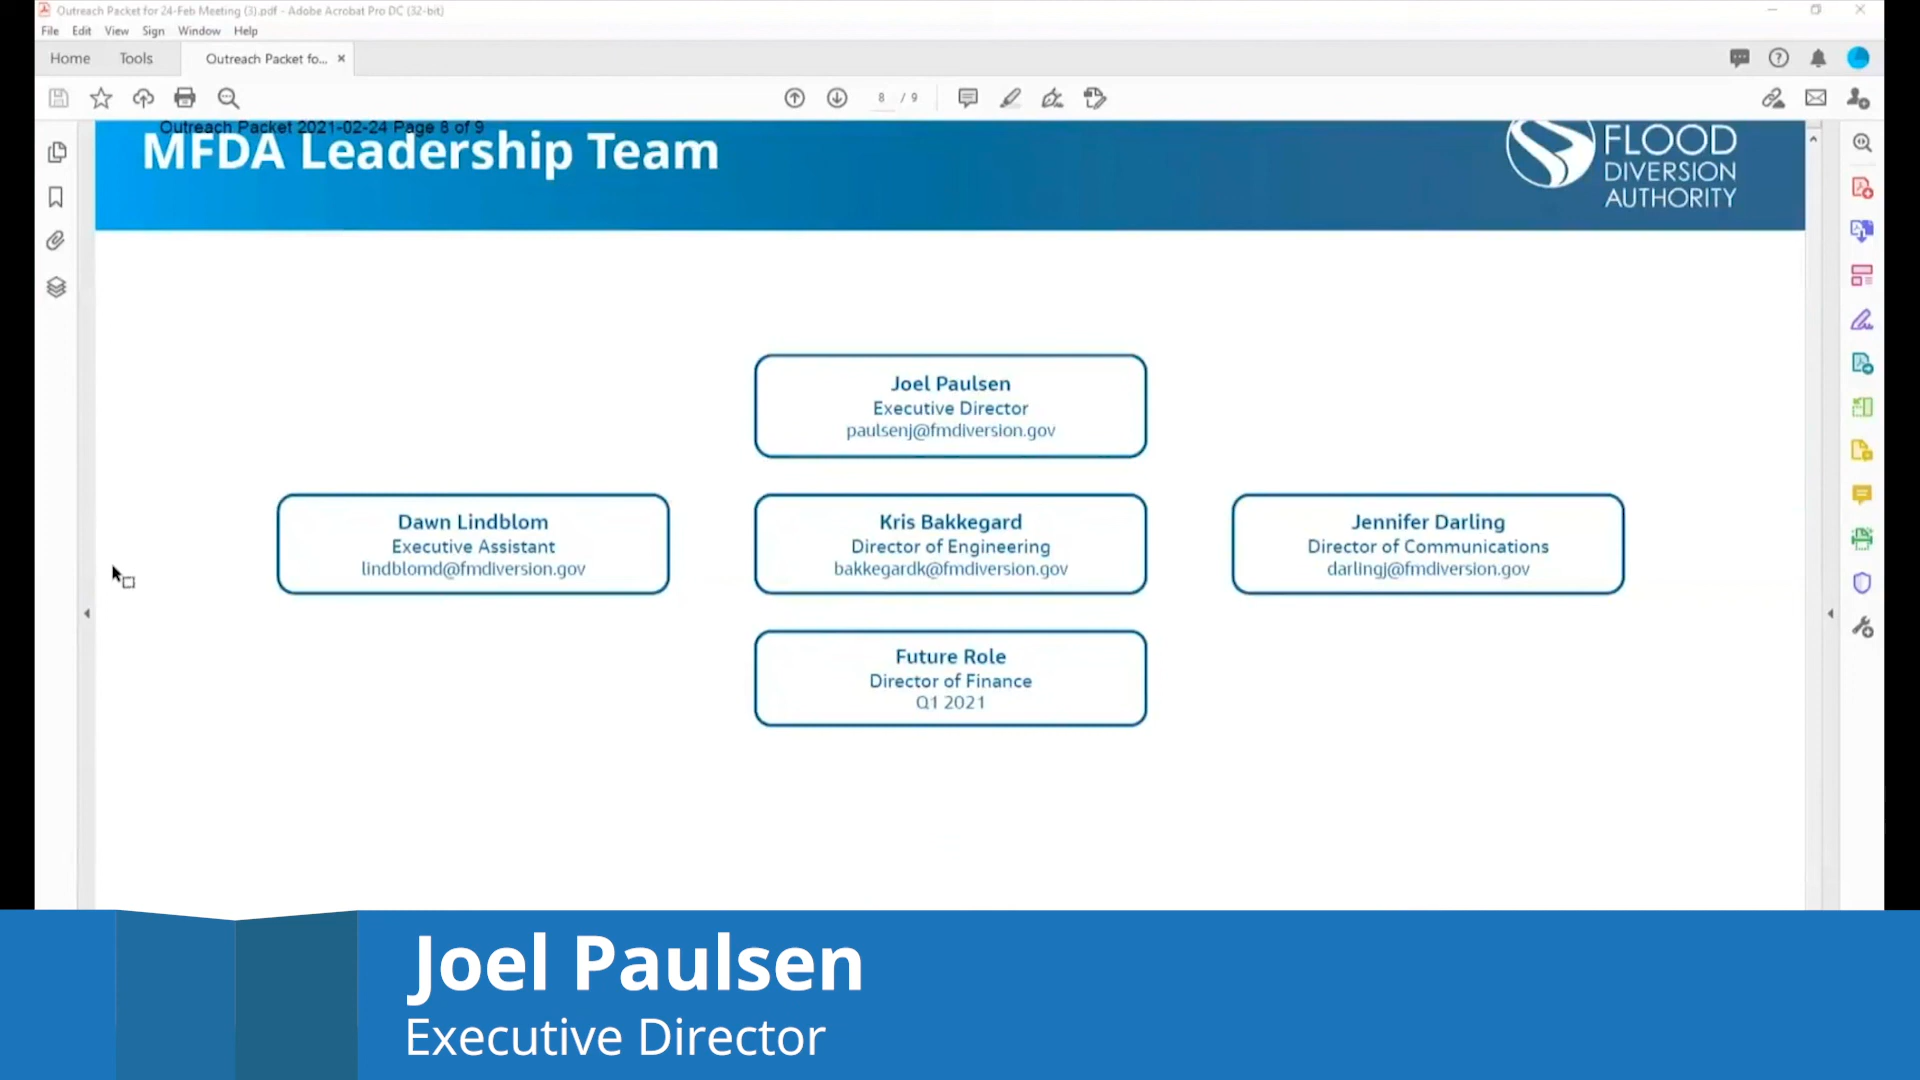 Outreach Packet for 24-Feb Meeting (3).pdf - Adobe Acrobat Pro DC (32-bit)
File Edit View Sign Window Help
Home Tools Outreach Packet fo... ×
8 / 9
Outreach Packet 2021-02-24 Page 8 of 9
MFDA Leadership Team
FLOOD
DIVERSION
AUTHORITY
Joel Paulsen
Executive Director
paulsenj@fmdiversion.gov
Dawn Lindblom
Executive Assistant
lindblomd@fmdiversion.gov
Kris Bakkegard
Director of Engineering
bakkegardk@fmdiversion.gov
Jennifer Darling
Director of Communications
darlingj@fmdiversion.gov
Future Role
Director of Finance
Q1 2021
Joel Paulsen
Executive Director